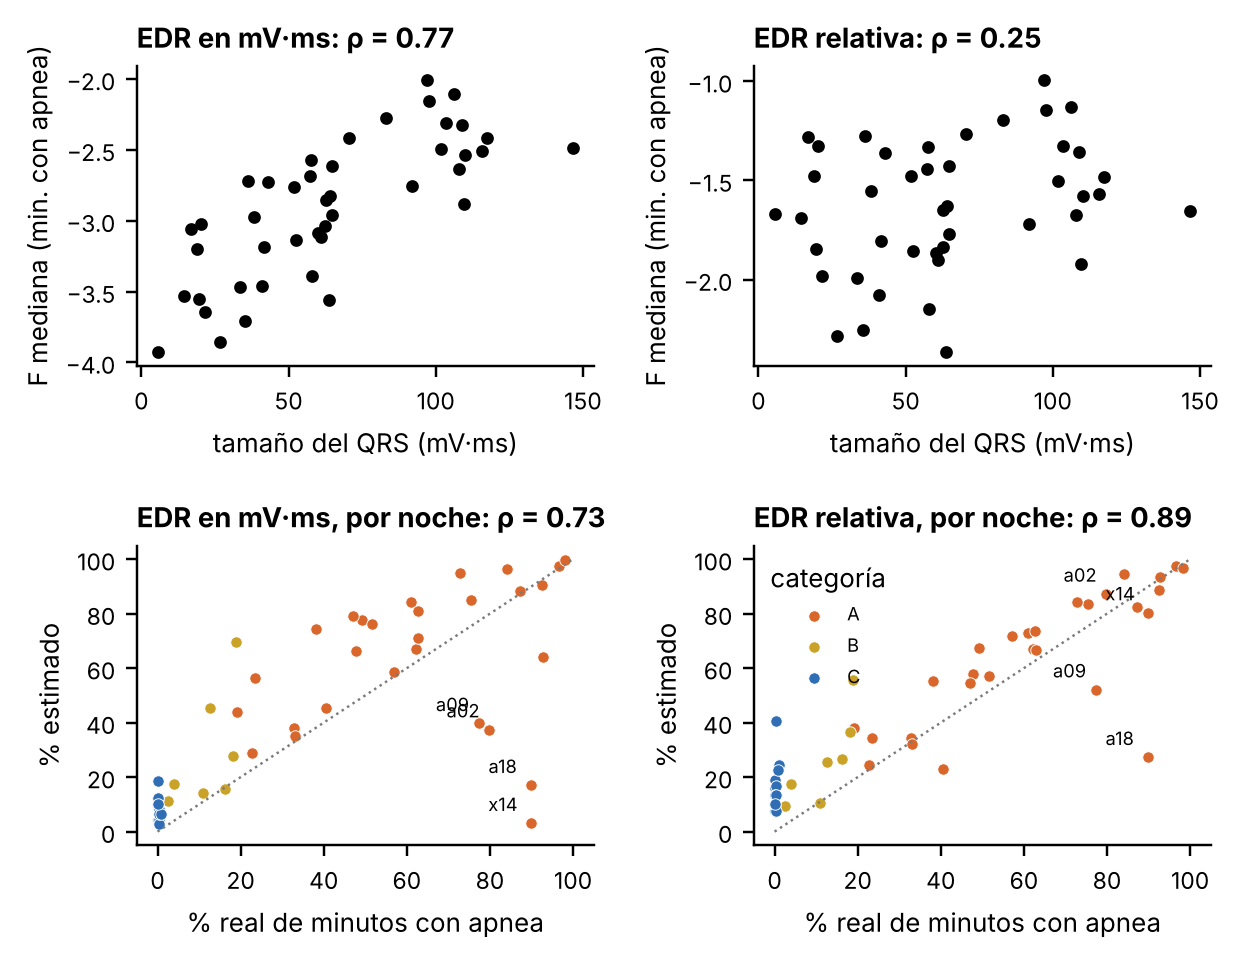 EDR en mV·ms: ρ = 0.77
F mediana (min. con apnea)
−2.0
−2.5
−3.0
−3.5
−4.0
0 50 100 150
tamaño del QRS (mV·ms)
EDR relativa: ρ = 0.25
F mediana (min. con apnea)
−1.0
−1.5
−2.0
0 50 100 150
tamaño del QRS (mV·ms)
EDR en mV·ms, por noche: ρ = 0.73
% estimado
100
80
60
40
20
0
a09
a02
a18
x14
0 20 40 60 80 100
% real de minutos con apnea
EDR relativa, por noche: ρ = 0.89
% estimado
100
80
60
40
20
0
categoría
A
B
C
a02
x14
a09
a18
0 20 40 60 80 100
% real de minutos con apnea